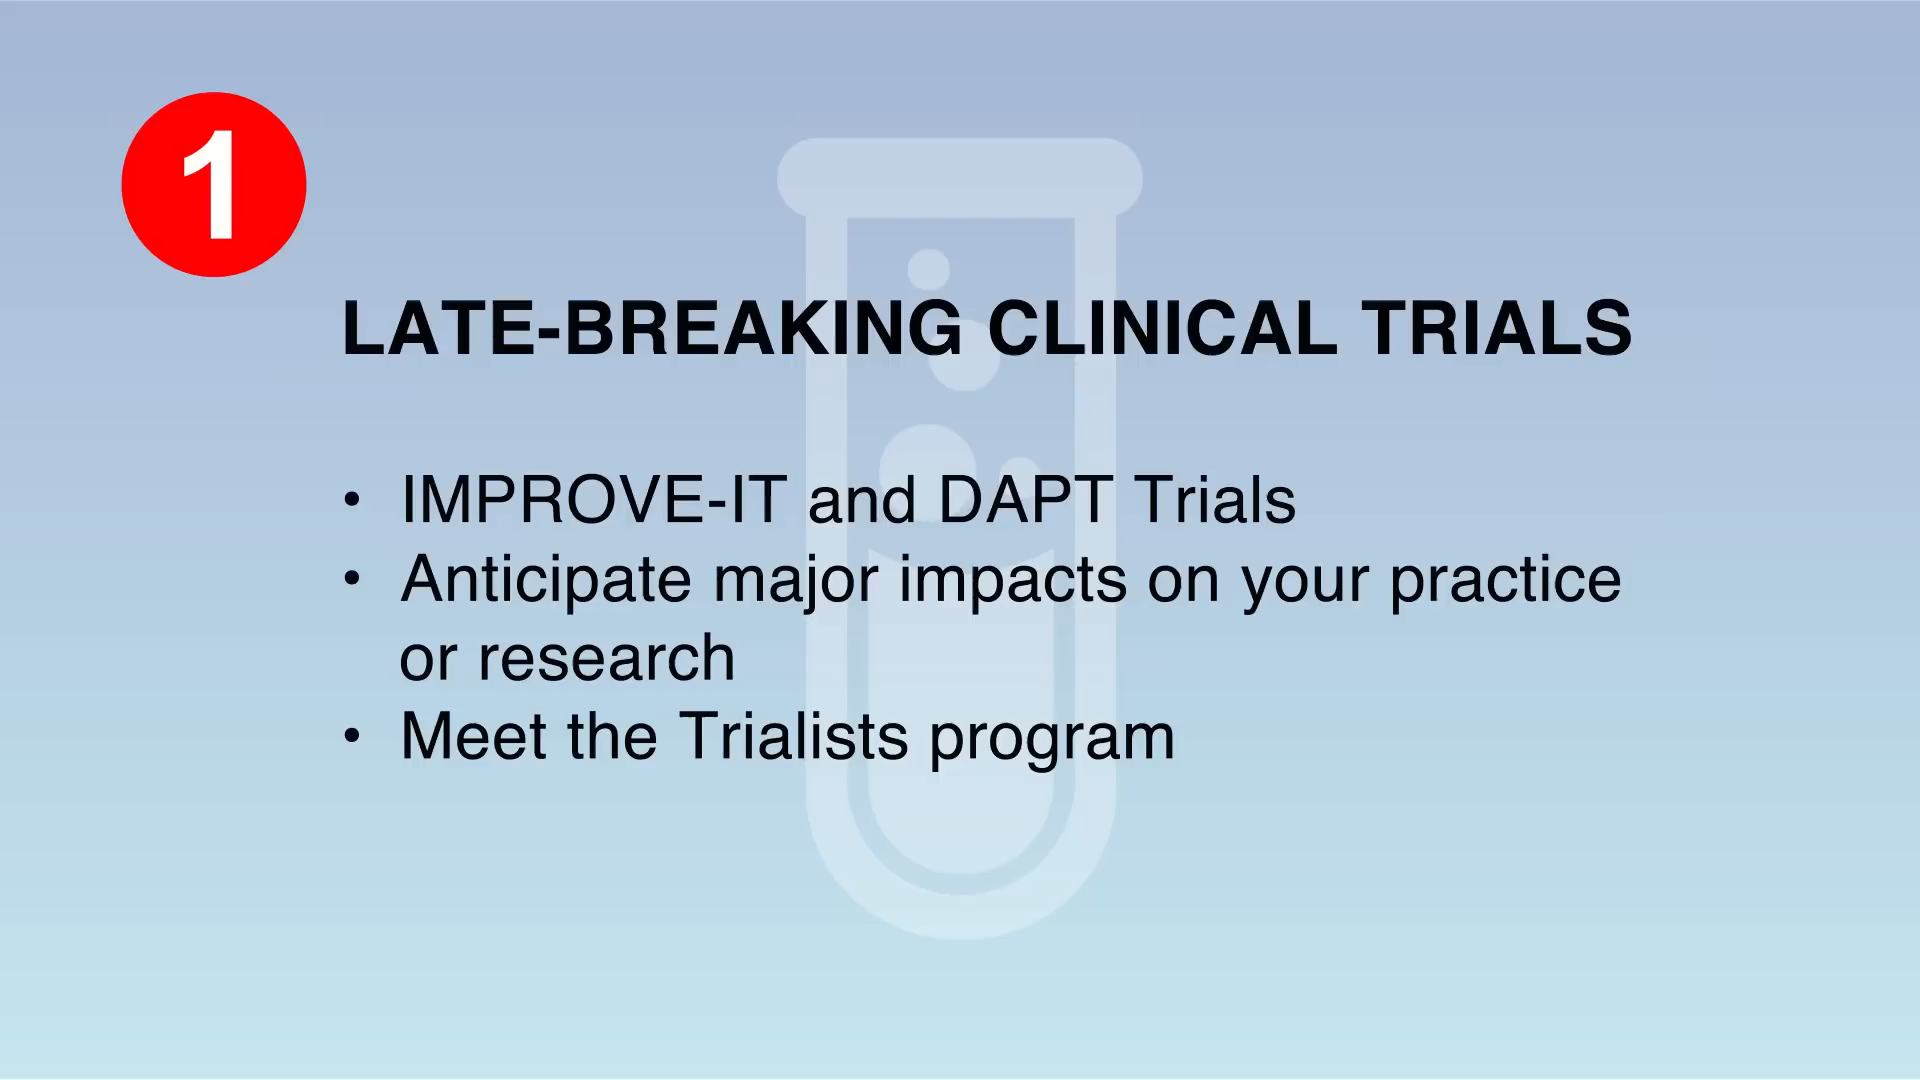 1
LATE-BREAKING CLINICAL TRIALS
• IMPROVE-IT and DAPT Trials
• Anticipate major impacts on your practice
or research
• Meet the Trialists program